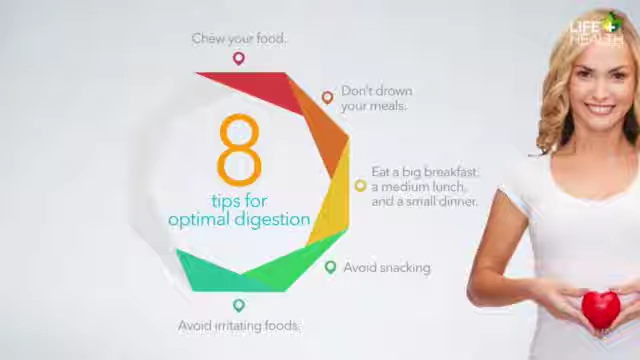 LIFE +
HEALTH
Chew your food.
Don't drown
your meals.
8
tips for
optimal digestion
Eat a big breakfast,
a medium lunch,
and a small dinner.
Avoid snacking
Avoid irritating foods.